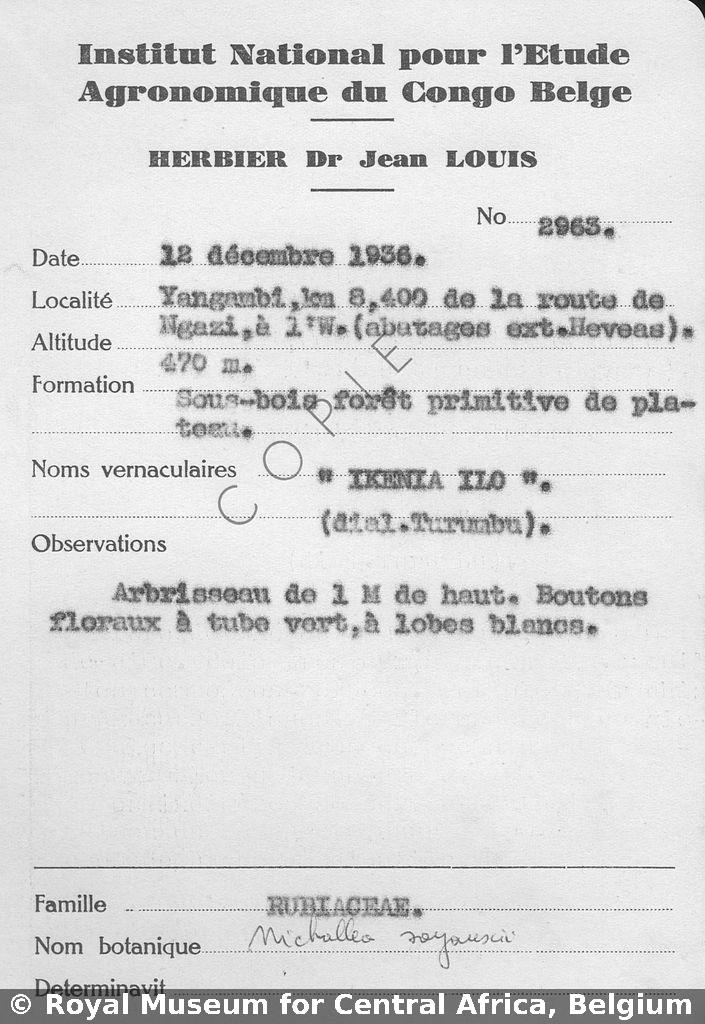 Institut National pour l'Etude
Agronomique du Congo Belge
HERBIER Dr Jean LOUIS
No 2963.
Date 12 décembre 1936.
Localité Yangambi, km 8,400 de la route de
Ngazi, à l'W. (abatages ext. Heveas).
Altitude 470 m.
Formation Sous-bois forêt primitive de pla-
teau.
COPIE
Noms vernaculaires " IKENIA ILO ".
(dial. Turumbu).
Observations
Arbrisseau de 1 M de haut. Boutons
floraux à tube vert, à lobes blancs.
Famille RUBIACEAE.
Nom botanique
Determinavit
© Royal Museum for Central Africa, Belgium